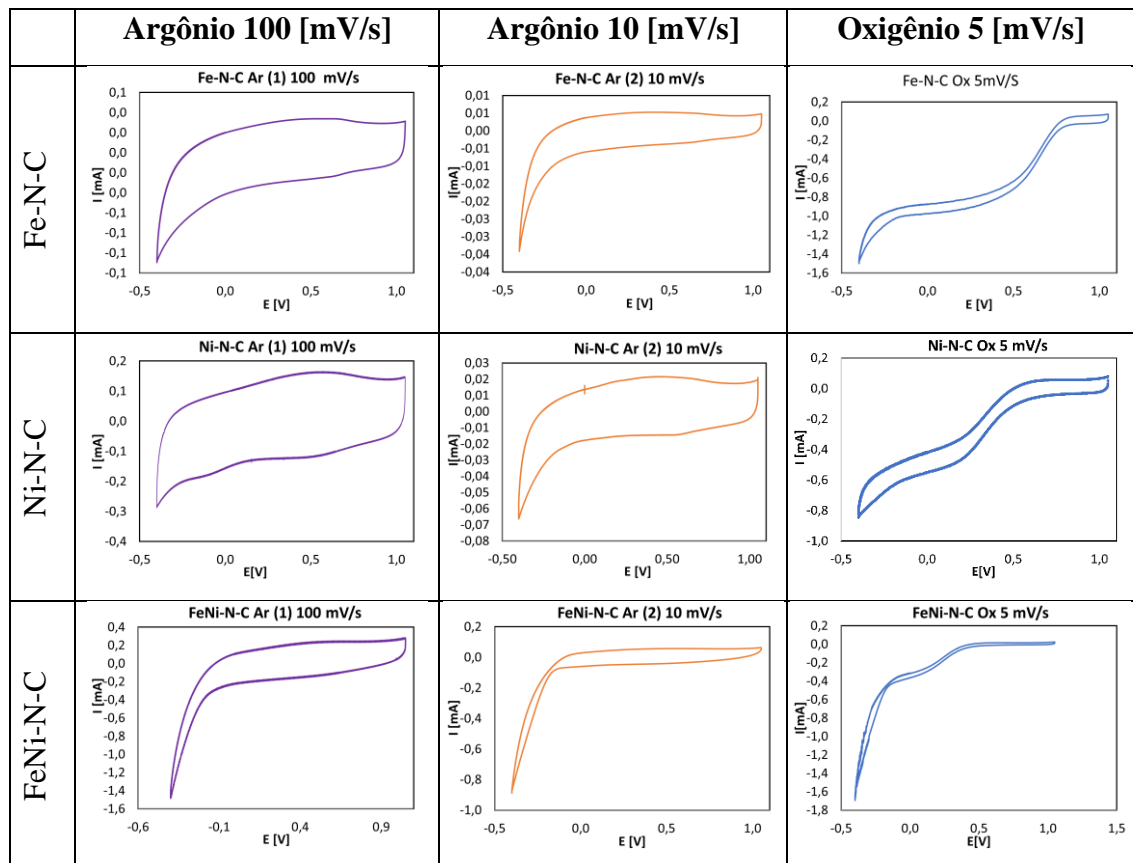 Argônio 100 [mV/s]
Argônio 10 [mV/s]
Oxigênio 5 [mV/s]
Fe-N-C
Fe-N-C Ar (1) 100 mV/s
0,1
0,0
0,0
0,0
0,0
0,0
-0,1
-0,1
-0,1
-0,1
I [mA]
-0,5 0,0 0,5 1,0
E [V]
Fe-N-C Ar (2) 10 mV/s
0,01
0,01
0,00
-0,01
-0,01
-0,02
-0,02
-0,03
-0,03
-0,04
I[mA]
-0,5 0,0 0,5 1,0
E [V]
Fe-N-C Ox 5mV/S
0,2
0,0
-0,2
-0,4
-0,6
-0,8
-1,0
-1,2
-1,4
-1,6
I [mA]
-0,5 0,0 0,5 1,0
E [V]
Ni-N-C
Ni-N-C Ar (1) 100 mV/s
0,2
0,1
0,0
-0,1
-0,2
-0,3
-0,4
I [mA]
-0,5 0,0 0,5 1,0
E[V]
Ni-N-C Ar (2) 10 mV/s
0,03
0,02
0,01
0,00
-0,01
-0,02
-0,03
-0,04
-0,05
-0,06
-0,07
-0,08
I[mA]
-0,50 0,00 0,50 1,00
E [V]
Ni-N-C Ox 5 mV/s
0,2
0,0
-0,2
-0,4
-0,6
-0,8
-1,0
I [mA]
-0,5 0,0 0,5 1,0
E[V]
FeNi-N-C
FeNi-N-C Ar (1) 100 mV/s
0,4
0,2
0,0
-0,2
-0,4
-0,6
-0,8
-1,0
-1,2
-1,4
-1,6
I [mA]
-0,6 -0,1 0,4 0,9
E [V]
FeNi-N-C Ar (2) 10 mV/s
0,2
0,0
-0,2
-0,4
-0,6
-0,8
-1,0
I [mA]
-0,5 0,0 0,5 1,0
E [V]
FeNi-N-C Ox 5 mV/s
0,2
0,0
-0,2
-0,4
-0,6
-0,8
-1,0
-1,2
-1,4
-1,6
-1,8
I[mA]
-0,5 0,0 0,5 1,0 1,5
E[V]